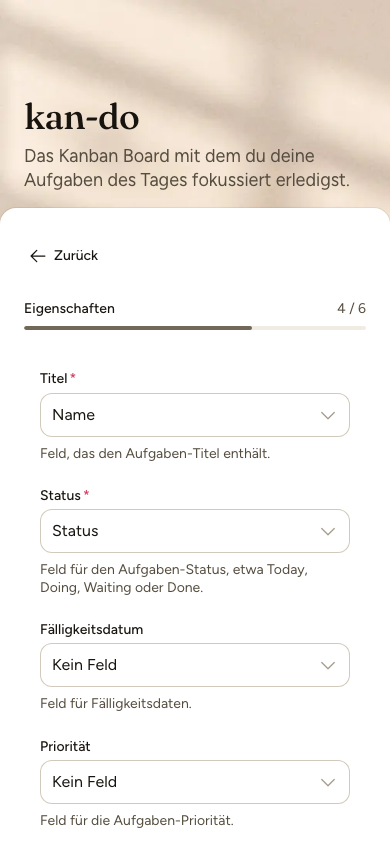 kan-do
Das Kanban Board mit dem du deine
Aufgaben des Tages fokussiert erledigst.
Zurück
Eigenschaften
4 / 6
Titel *
Name
Feld, das den Aufgaben-Titel enthält.
Status *
Status
Feld für den Aufgaben-Status, etwa Today,
Doing, Waiting oder Done.
Fälligkeitsdatum
Kein Feld
Feld für Fälligkeitsdaten.
Priorität
Kein Feld
Feld für die Aufgaben-Priorität.